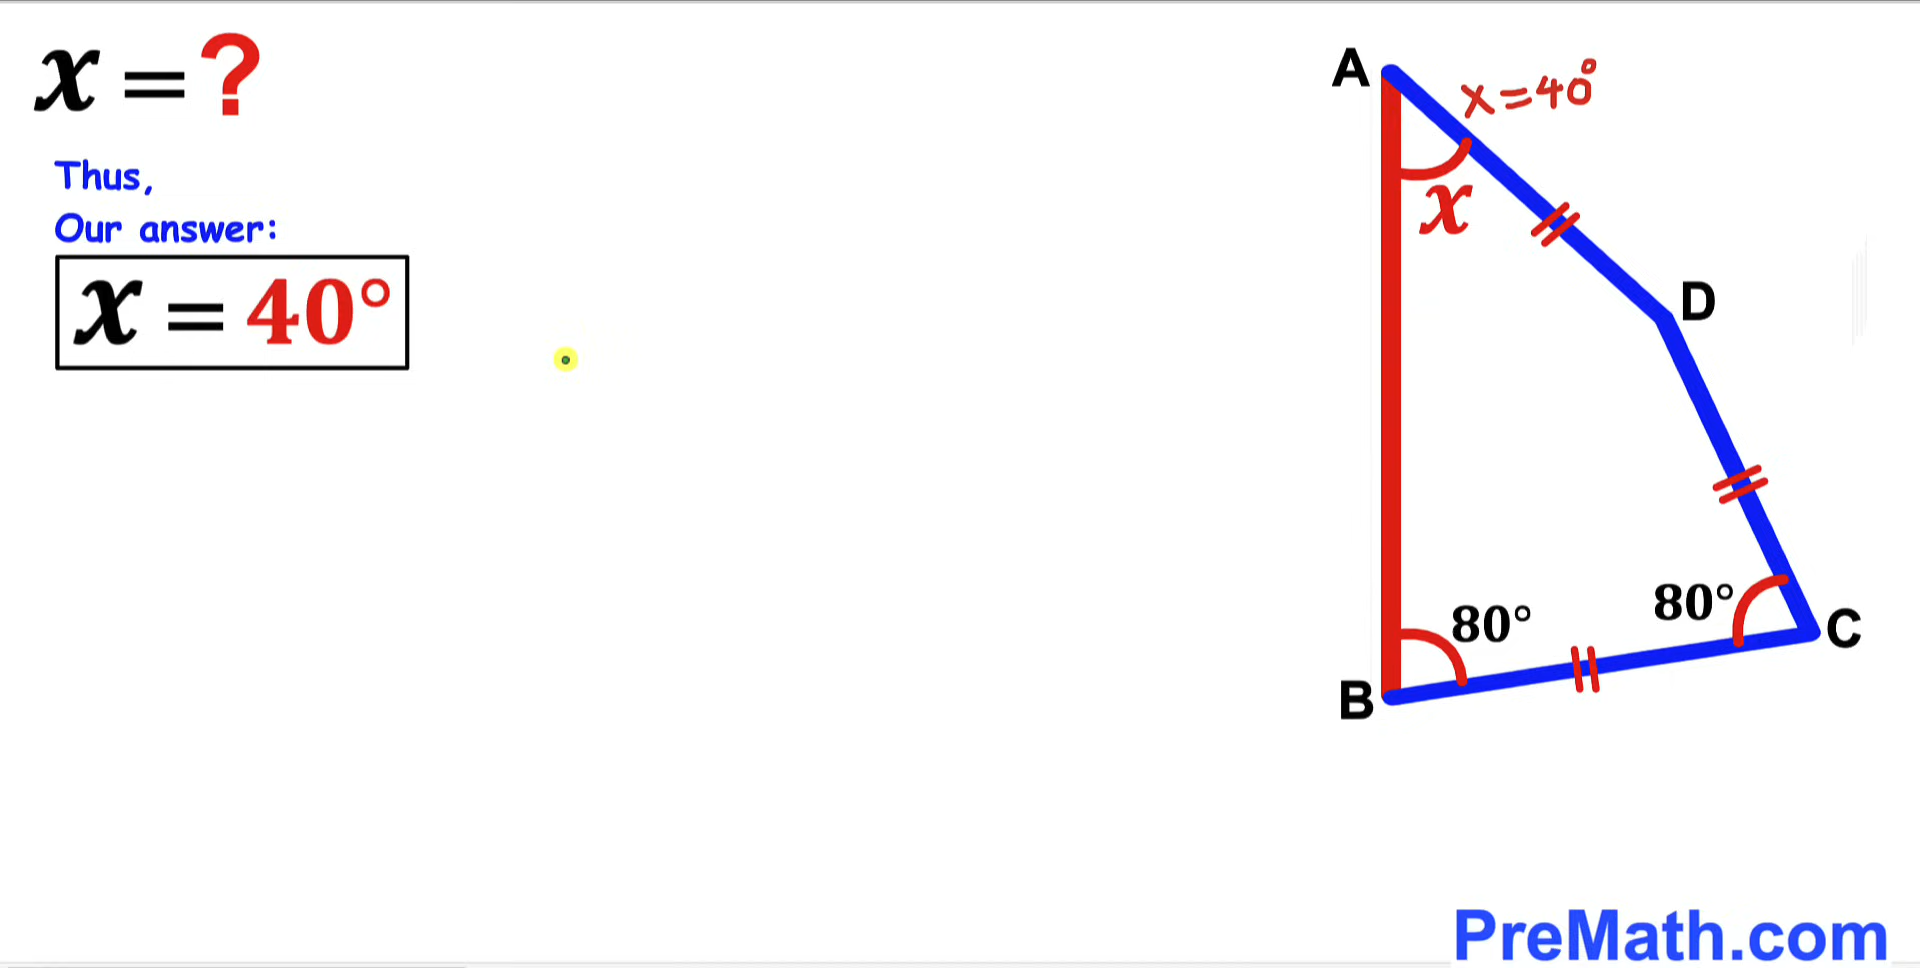 x = ?
Thus,
Our answer:
x = 40°
A
x = 40°
x
D
80°
80°
C
B
PreMath.com